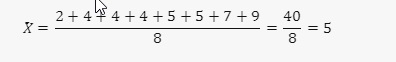 X̄ = (2 + 4 + 4 + 4 + 5 + 5 + 7 + 9) / 8 = 40 / 8 = 5